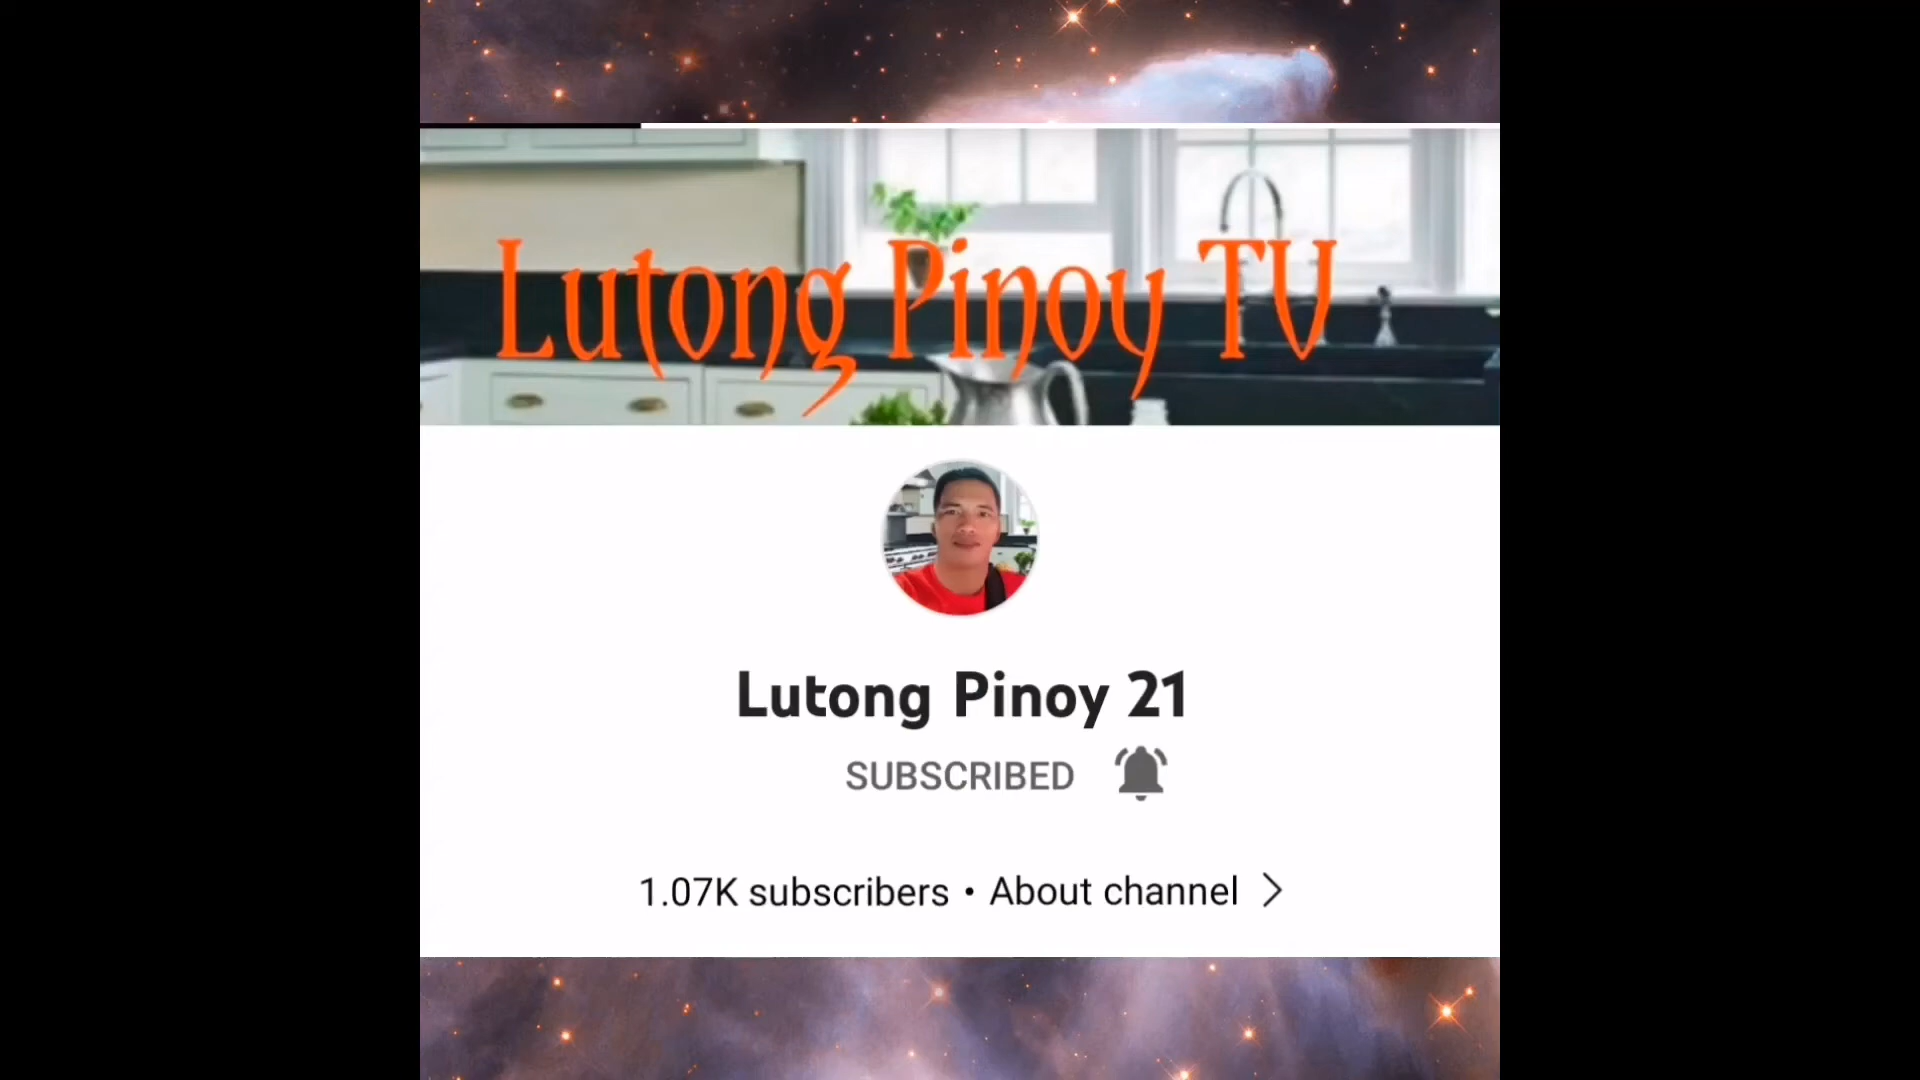 Lutong Pinoy TV
Lutong Pinoy 21
SUBSCRIBED
1.07K subscribers • About channel